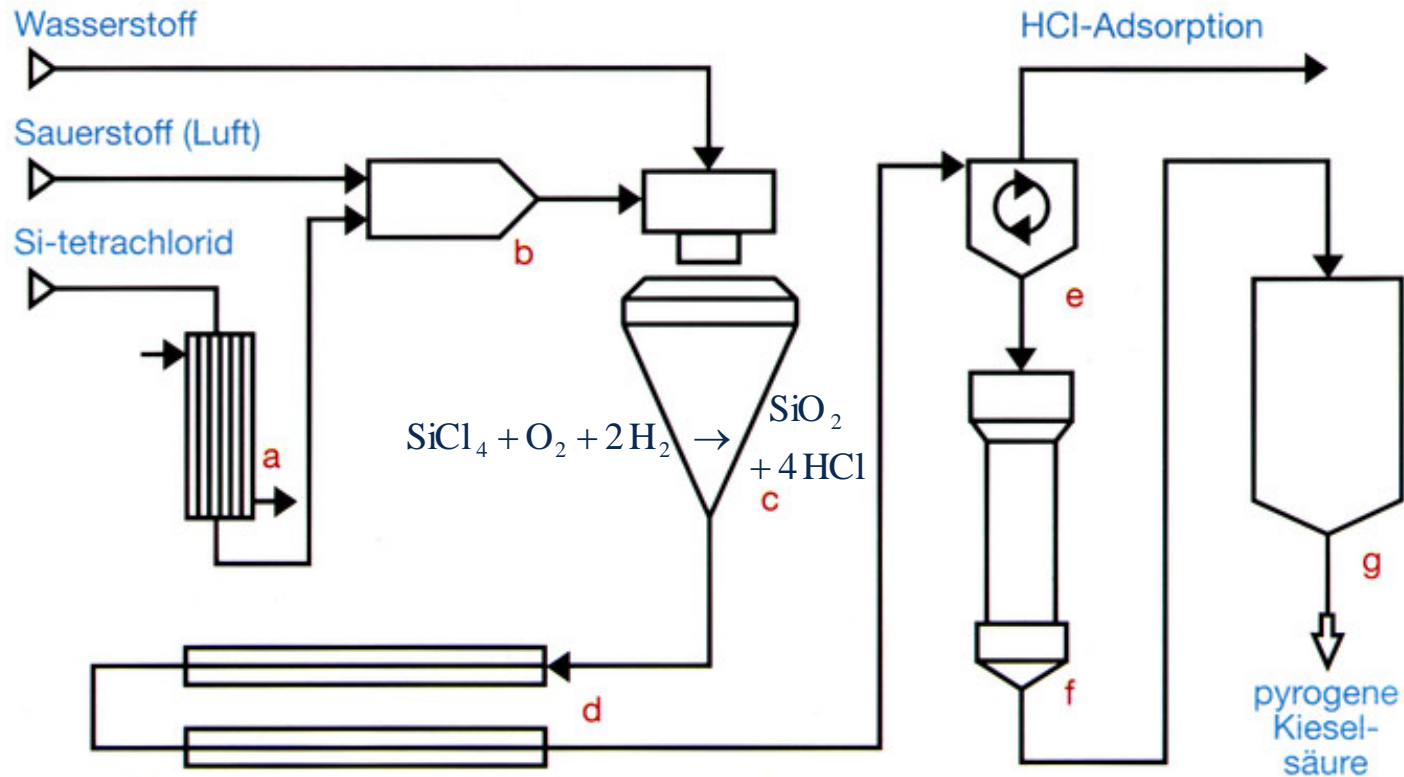 Wasserstoff
HCl-Adsorption
Sauerstoff (Luft)
Si-tetrachlorid
b
e
a
SiCl₄ + O₂ + 2 H₂ → SiO₂
+ 4 HCl
c
g
d
f
pyrogene
Kiesel-
säure